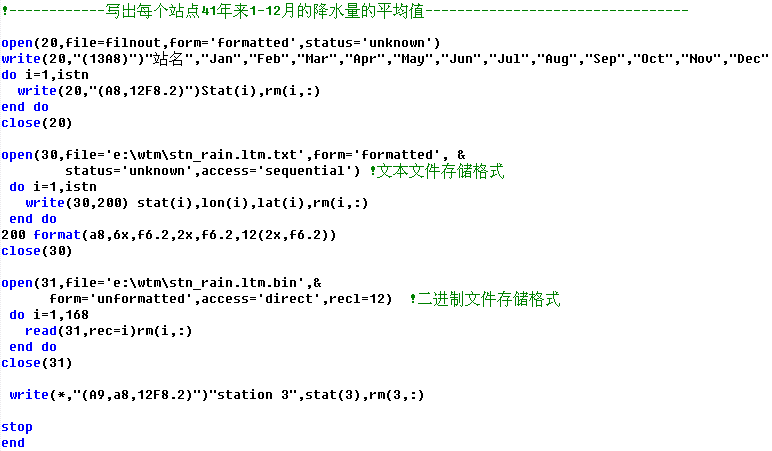 !------------写出每个站点41年来1-12月的降水量的平均值---------------------------------
open(20,file=filnout,form='formatted',status='unknown')
write(20,"(13A8)")"站名","Jan","Feb","Mar","Apr","May","Jun","Jul","Aug","Sep","Oct","Nov","Dec"
do i=1,istn
write(20,"(A8,12F8.2)")Stat(i),rm(i,:)
end do
close(20)
open(30,file='e:\wtm\stn_rain.ltm.txt',form='formatted', &
status='unknown',access='sequential') !文本文件存储格式
do i=1,istn
write(30,200) stat(i),lon(i),lat(i),rm(i,:)
end do
200 format(a8,6x,f6.2,2x,f6.2,12(2x,f6.2))
close(30)
open(31,file='e:\wtm\stn_rain.ltm.bin',&
form='unformatted',access='direct',recl=12) !二进制文件存储格式
do i=1,168
read(31,rec=i)rm(i,:)
end do
close(31)
write(*,"(A9,a8,12F8.2)")"station 3",stat(3),rm(3,:)
stop
end